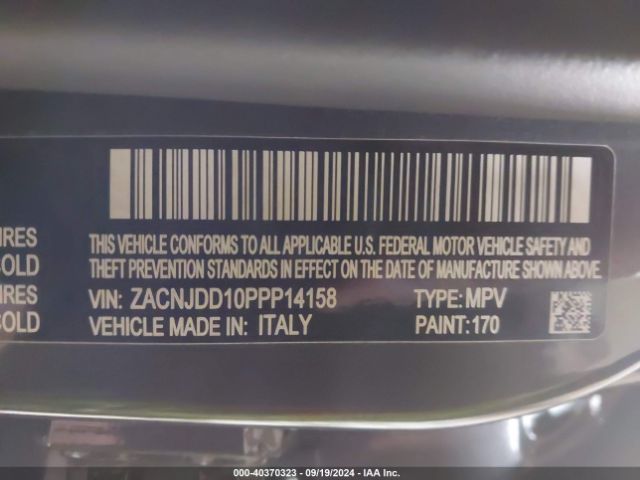 THIS VEHICLE CONFORMS TO ALL APPLICABLE U.S. FEDERAL MOTOR VEHICLE SAFETY AND
IRES
THEFT PREVENTION STANDARDS IN EFFECT ON THE DATE OF MANUFACTURE SHOWN ABOVE.
COLD
VIN: ZACNJDD10PPP14158 TYPE: MPV
IRES
VEHICLE MADE IN: ITALY PAINT: 170
COLD
000-40370323 - 09/19/2024 - IAA Inc.